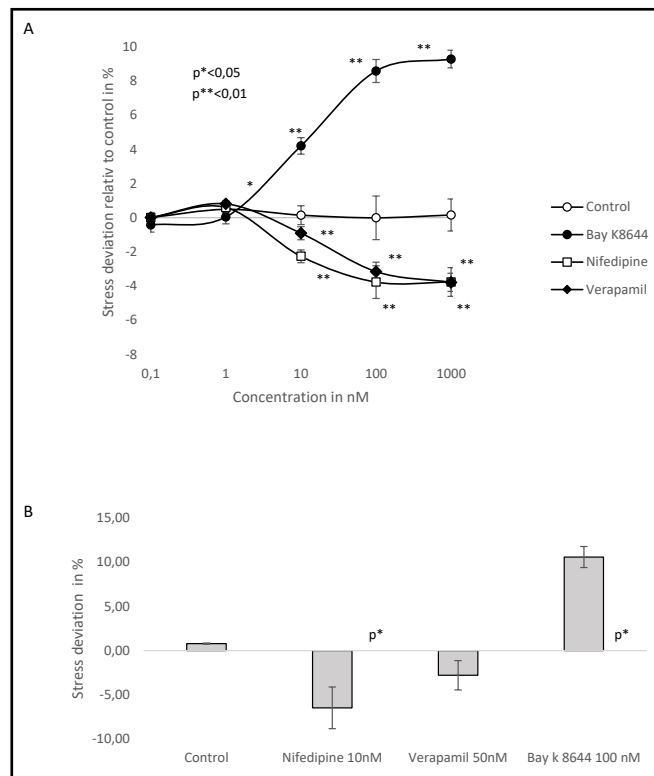 A
Stress deviation relativ to control in %
10
8
6
4
2
0
-2
-4
-6
-8
p*<0,05
p**<0,01
**
**
**
*
**
**
**
**
**
**
0,1 1 10 100 1000
Concentration in nM
Control
Bay K8644
Nifedipine
Verapamil
B
Stress deviation in %
15,00
10,00
5,00
0,00
-5,00
-10,00
p*
p*
Control Nifedipine 10nM Verapamil 50nM Bay k 8644 100 nM